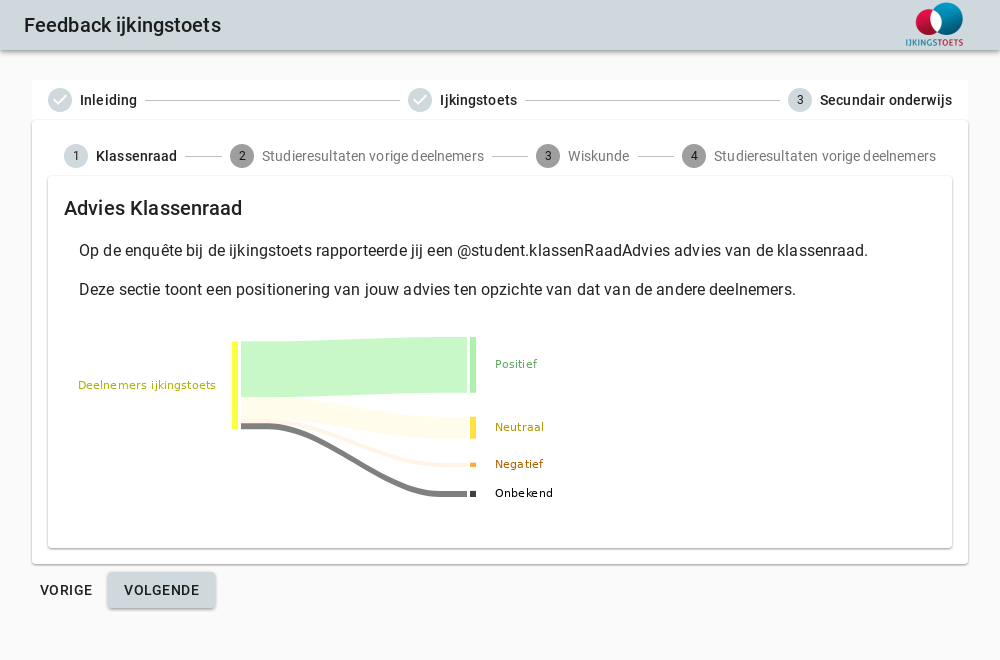 Feedback ijkingstoets
IJKINGSTOETS
Inleiding
Ijkingstoets
3 Secundair onderwijs
1 Klassenraad
2 Studieresultaten vorige deelnemers
3 Wiskunde
4 Studieresultaten vorige deelnemers
Advies Klassenraad
Op de enquête bij de ijkingstoets rapporteerde jij een @student.klassenRaadAdvies advies van de klassenraad.
Deze sectie toont een positionering van jouw advies ten opzichte van dat van de andere deelnemers.
Deelnemers ijkingstoets
Positief
Neutraal
Negatief
Onbekend
VORIGE
VOLGENDE